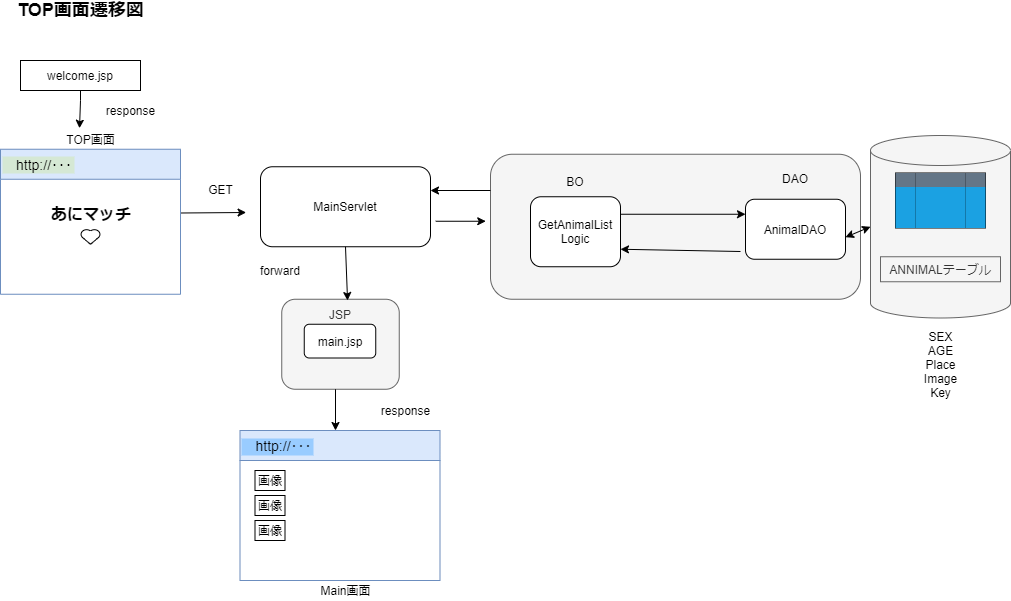 TOP画面遷移図
welcome.jsp
response
TOP画面
http://・・・
あにマッチ
GET
MainServlet
BO
GetAnimalList
Logic
DAO
AnimalDAO
ANNIMALテーブル
SEX
AGE
Place
Image
Key
forward
JSP
main.jsp
response
http://・・・
画像
画像
画像
Main画面